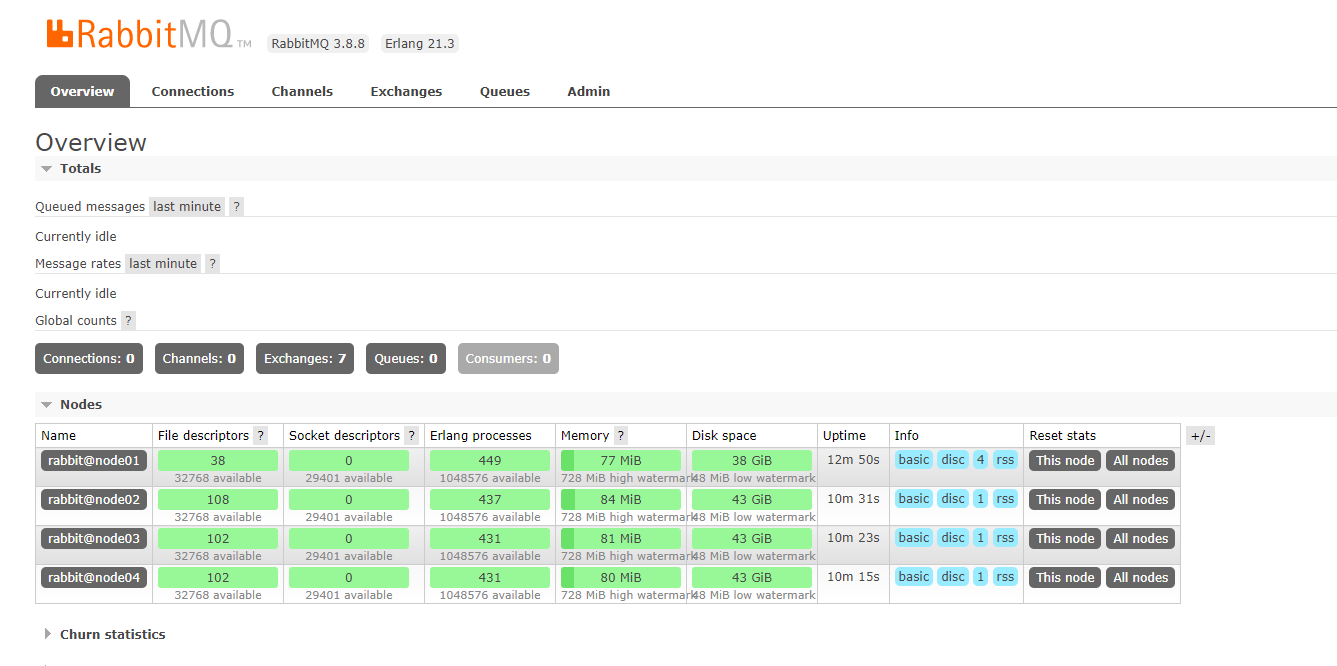 RabbitMQ TM RabbitMQ 3.8.8 Erlang 21.3
Overview Connections Channels Exchanges Queues Admin
Overview
Totals
Queued messages last minute ?
Currently idle
Message rates last minute ?
Currently idle
Global counts ?
Connections: 0 Channels: 0 Exchanges: 7 Queues: 0 Consumers: 0
Nodes
Name File descriptors ? Socket descriptors ? Erlang processes Memory ? Disk space Uptime Info Reset stats +/-
rabbit@node01 38 0 449 77 MiB 38 GiB 12m 50s basic disc 4 rss This node All nodes
32768 available 29401 available 1048576 available 728 MiB high watermark 48 MiB low watermark
rabbit@node02 108 0 437 84 MiB 43 GiB 10m 31s basic disc 1 rss This node All nodes
32768 available 29401 available 1048576 available 728 MiB high watermark 48 MiB low watermark
rabbit@node03 102 0 431 81 MiB 43 GiB 10m 23s basic disc 1 rss This node All nodes
32768 available 29401 available 1048576 available 728 MiB high watermark 48 MiB low watermark
rabbit@node04 102 0 431 80 MiB 43 GiB 10m 15s basic disc 1 rss This node All nodes
32768 available 29401 available 1048576 available 728 MiB high watermark 48 MiB low watermark
Churn statistics